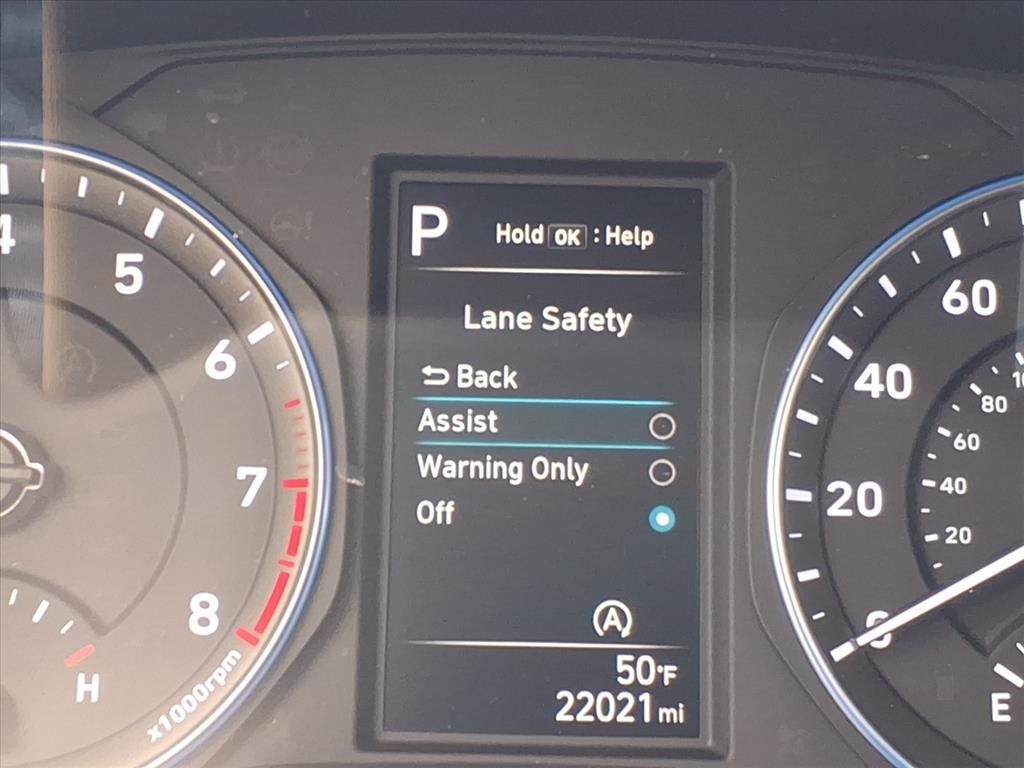 P
Hold OK : Help
Lane Safety
Back
Assist
Warning Only
Off
A
50°F
22021 mi
4
5
6
7
8
x1000rpm
H
60
40
20
0
80
60
40
20
E